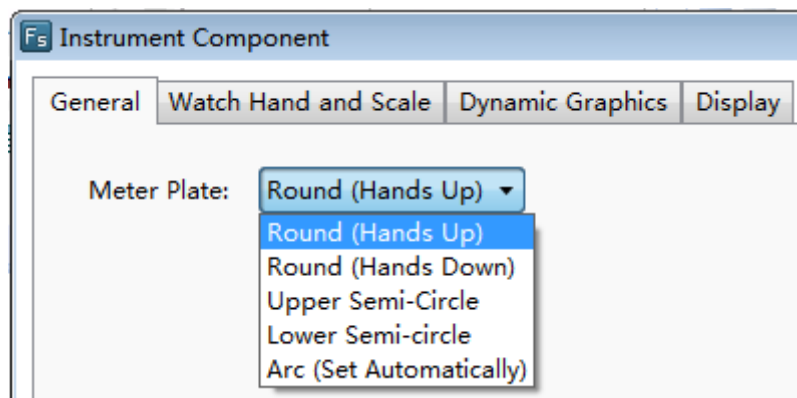 Fs Instrument Component
General Watch Hand and Scale Dynamic Graphics Display
Meter Plate: Round (Hands Up)
Round (Hands Up)
Round (Hands Down)
Upper Semi-Circle
Lower Semi-circle
Arc (Set Automatically)